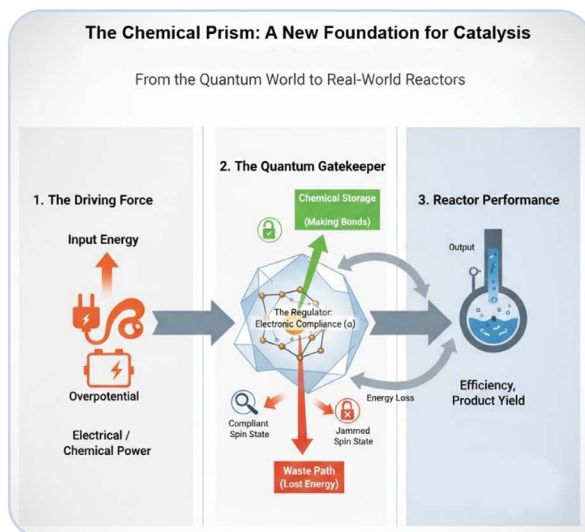 The Chemical Prism: A New Foundation for Catalysis
From the Quantum World to Real-World Reactors
1. The Driving Force
Input Energy
Overpotential
Electrical /
Chemical Power
2. The Quantum Gatekeeper
Chemical Storage
(Making Bonds)
The Regulator:
Electronic Compliance (α)
Compliant
Spin State
Jammed
Spin State
Energy Loss
Waste Path
(Lost Energy)
3. Reactor Performance
Output
Efficiency,
Product Yield